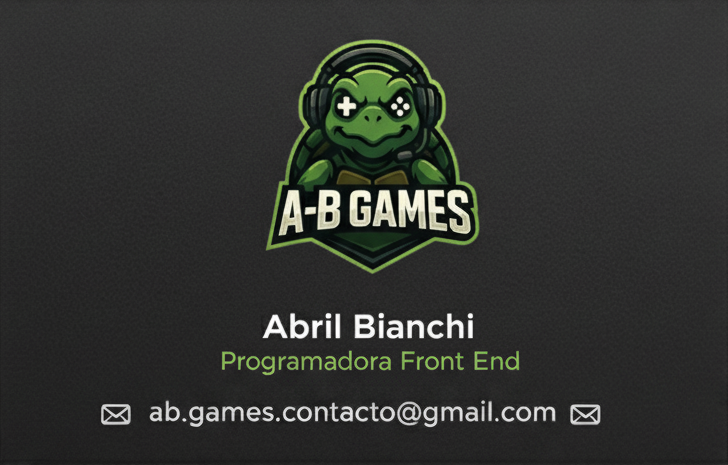 A-B GAMES
Abril Bianchi
Programadora Front End
ab.games.contacto@gmail.com